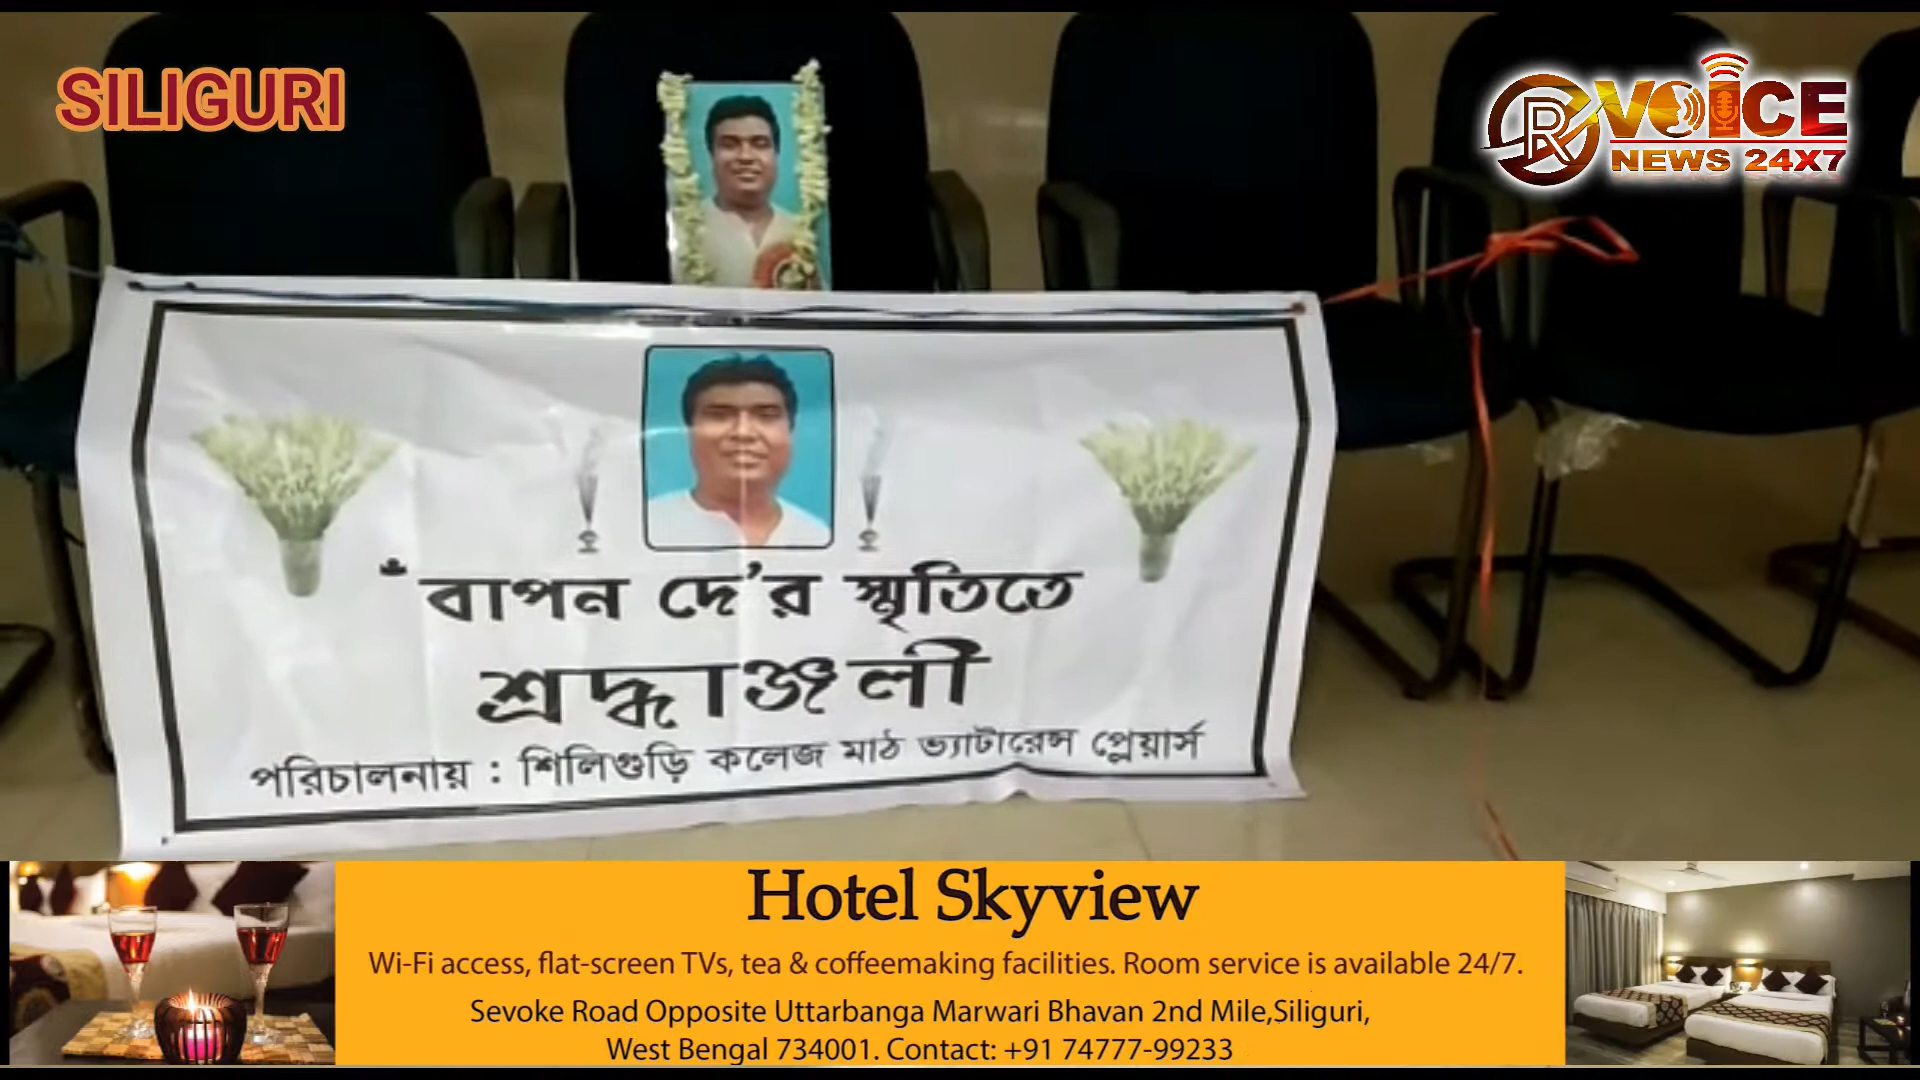 SILIGURI
R VOICE
NEWS 24X7
ঁ বাপন দে'র স্মৃতিতে
শ্রদ্ধাঞ্জলী
পরিচালনায় : শিলিগুড়ি কলেজ মাঠ ভ্যাটারেন্স প্লেয়ার্স
Hotel Skyview
Wi-Fi access, flat-screen TVs, tea & coffeemaking facilities. Room service is available 24/7.
Sevoke Road Opposite Uttarbanga Marwari Bhavan 2nd Mile,Siliguri,
West Bengal 734001. Contact: +91 74777-99233